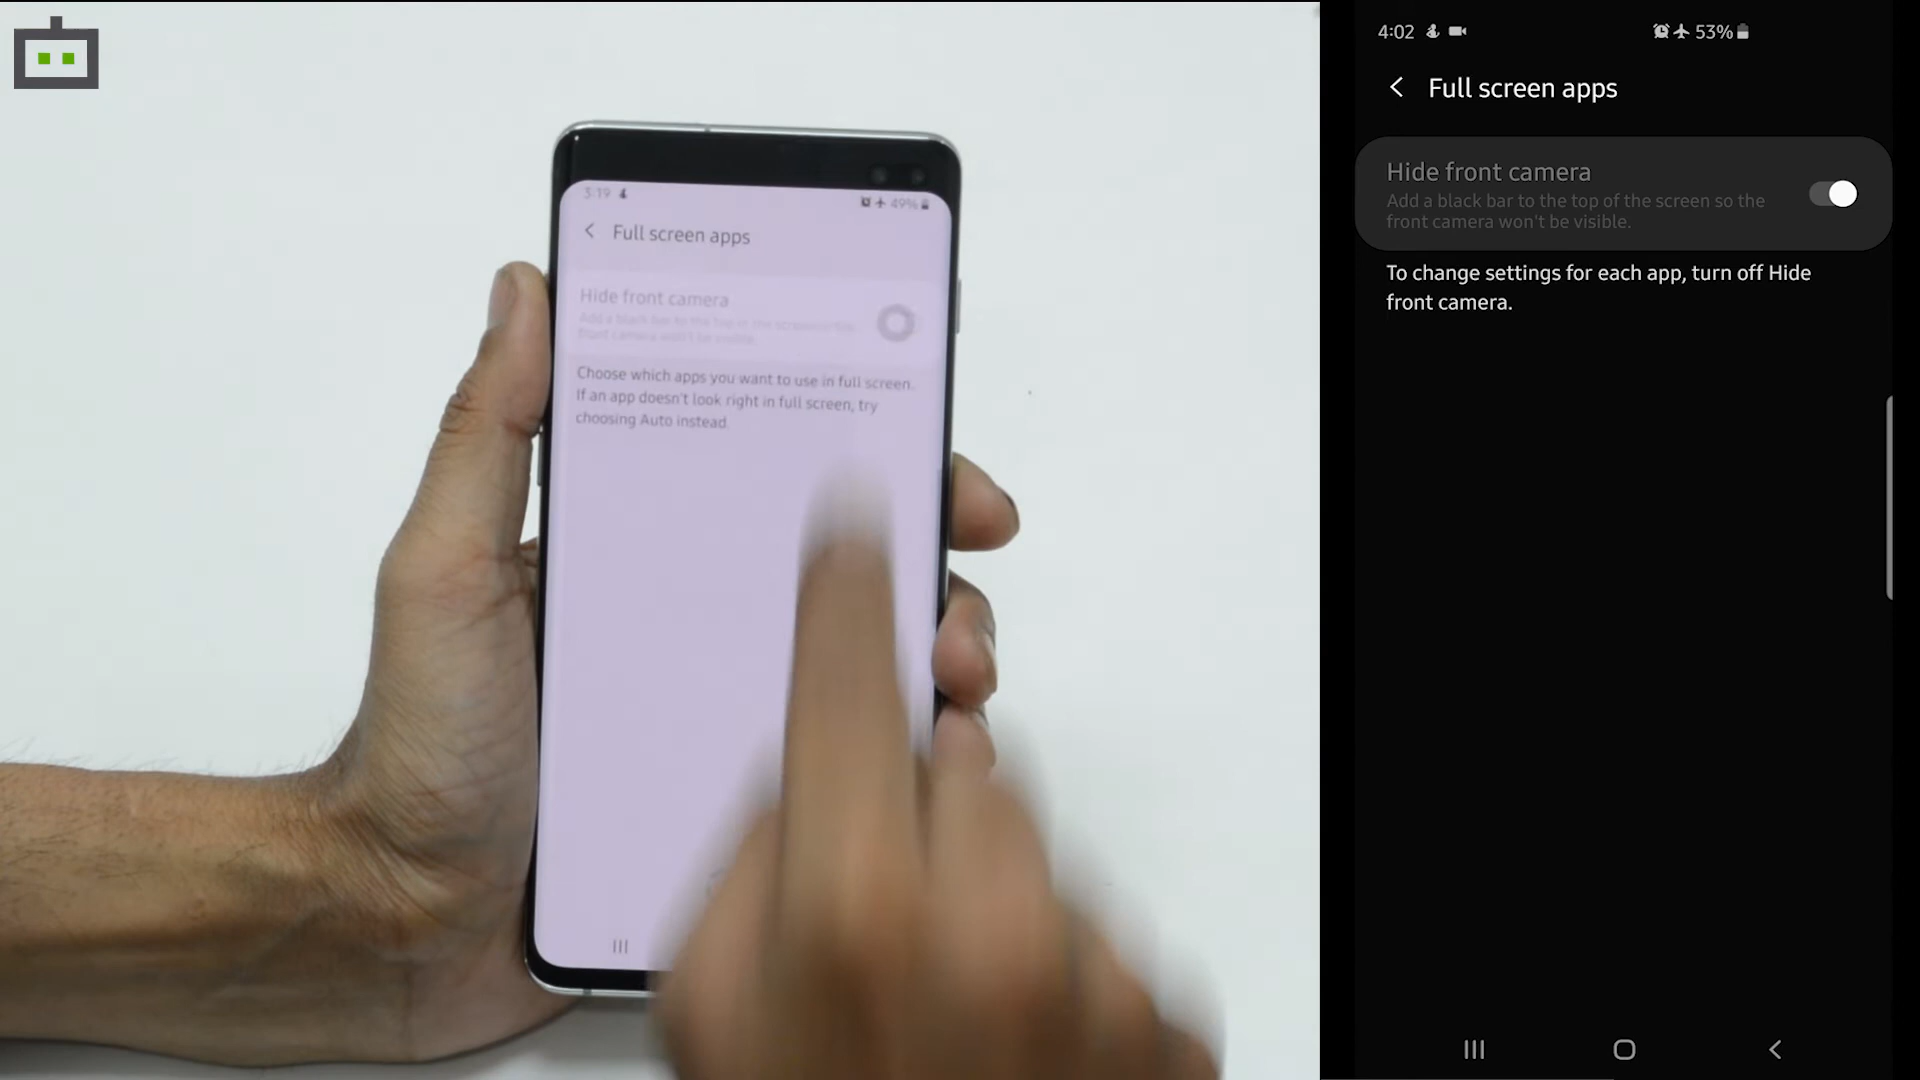 5:19
49%
Full screen apps
Hide front camera
Add a black bar to the top of the screen so the
front camera won't be visible.
Choose which apps you want to use in full screen.
If an app doesn't look right in full screen, try
choosing Auto instead.
4:02
53%
Full screen apps
Hide front camera
Add a black bar to the top of the screen so the
front camera won't be visible.
To change settings for each app, turn off Hide
front camera.